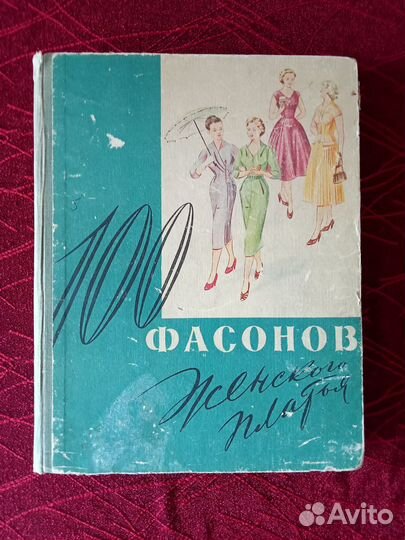 100
ФАСОНОВ
женского
платья
Avito